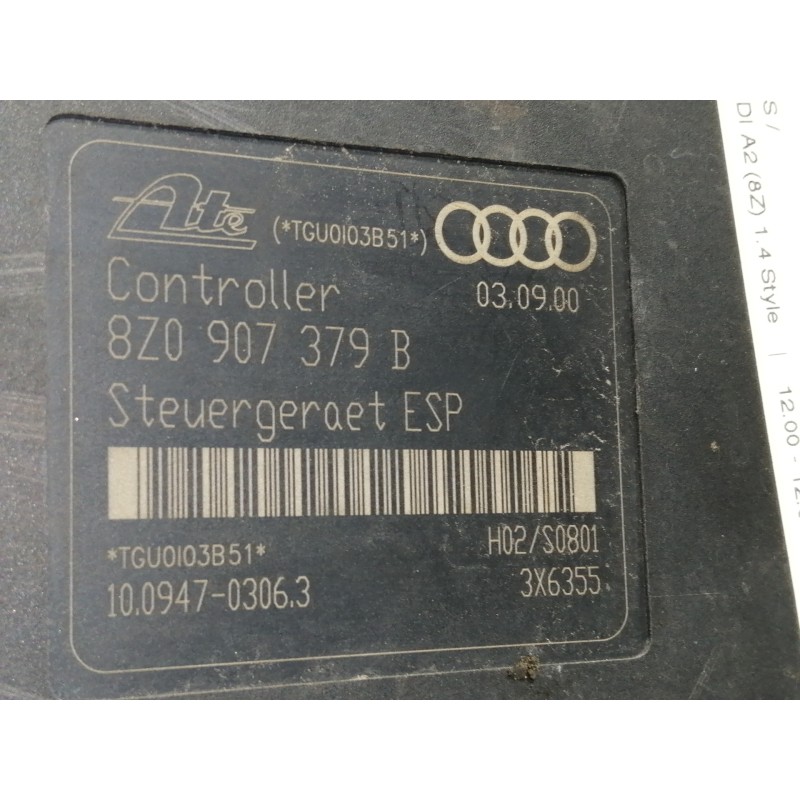 Ate (*TGU0I03B51*)
Controller 03.09.00
8Z0 907 379 B
Steuergeraet ESP
*TGU0I03B51* H02/S0801
10.0947-0306.3 3X6355
S /
DI A2 (8Z) 1.4 Style | 12.00 -